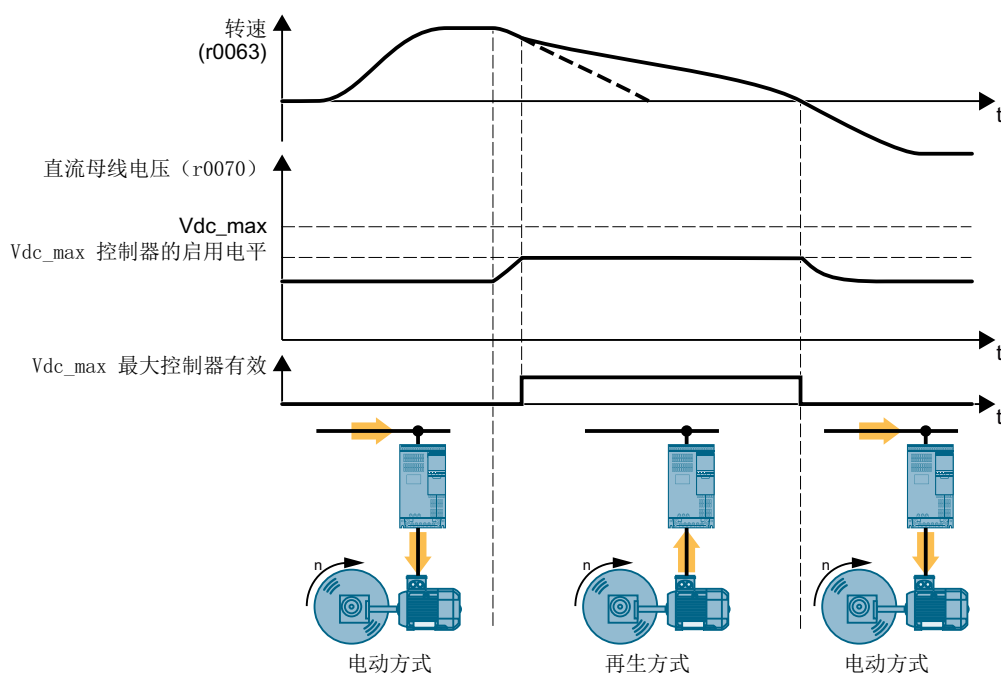 转速
(r0063)
t
直流母线电压（r0070）
Vdc_max
Vdc_max 控制器的启用电平
t
Vdc_max 最大控制器有效
t
n
n
n
电动方式
再生方式
电动方式